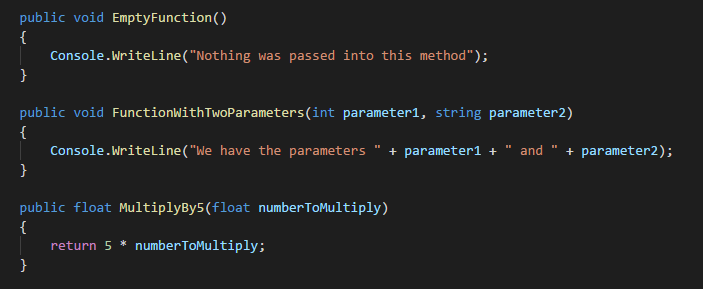 public void EmptyFunction()
{
    Console.WriteLine("Nothing was passed into this method");
}
public void FunctionWithTwoParameters(int parameter1, string parameter2)
{
    Console.WriteLine("We have the parameters " + parameter1 + " and " + parameter2);
}
public float MultiplyBy5(float numberToMultiply)
{
    return 5 * numberToMultiply;
}